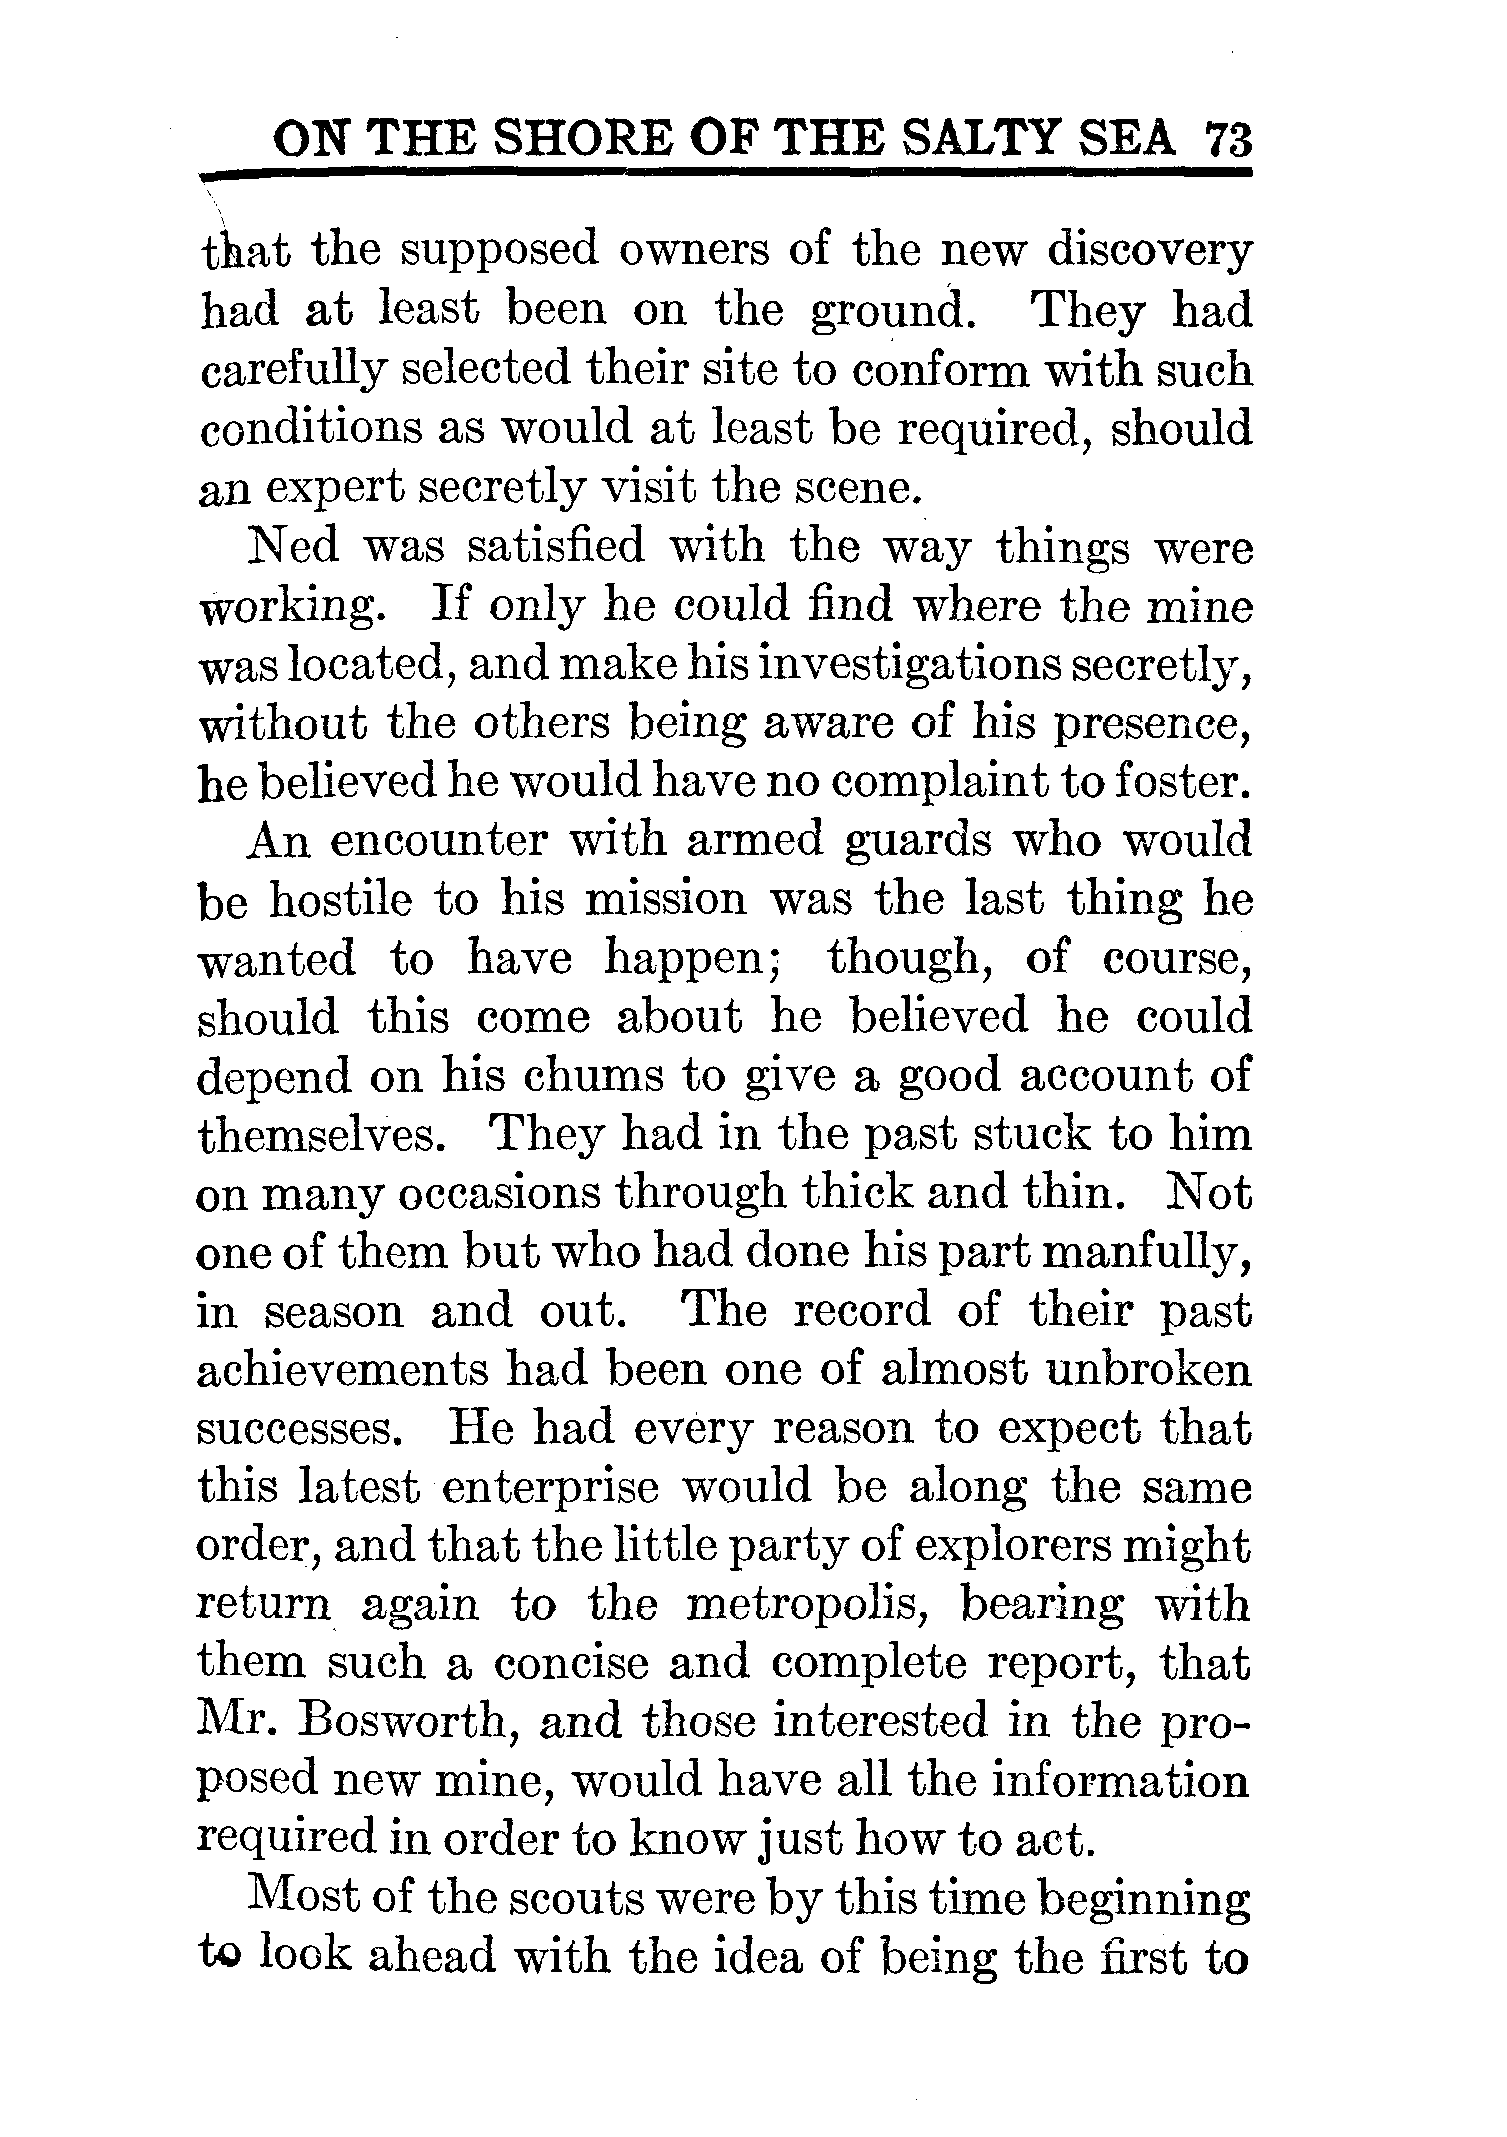 ON THE SHORE OF THE SALTY SEA 73
that the supposed owners of the new discovery
had at least been on the ground. They had
carefully selected their site to conform with such
conditions as would at least be required, should
an expert secretly visit the scene.
Ned was satisfied with the way things were
working. If only he could find where the mine
was located, and make his investigations secretly,
without the others being aware of his presence,
he believed he would have no complaint to foster.
An encounter with armed guards who would
be hostile to his mission was the last thing he
wanted to have happen; though, of course,
should this come about he believed he could
depend on his chums to give a good account of
themselves. They had in the past stuck to him
on many occasions through thick and thin. Not
one of them but who had done his part manfully,
in season and out. The record of their past
achievements had been one of almost unbroken
successes. He had every reason to expect that
this latest enterprise would be along the same
order, and that the little party of explorers might
return again to the metropolis, bearing with
them such a concise and complete report, that
Mr. Bosworth, and those interested in the pro-
posed new mine, would have all the information
required in order to know just how to act.
Most of the scouts were by this time beginning
to look ahead with the idea of being the first to